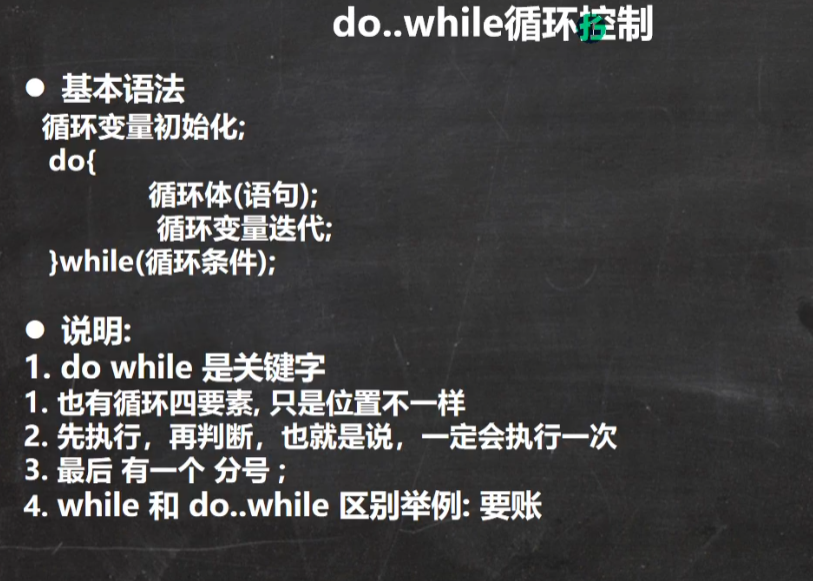 do..while循环控制
● 基本语法
循环变量初始化;
do{
循环体(语句);
循环变量迭代;
}while(循环条件);
● 说明:
1. do while 是关键字
1. 也有循环四要素, 只是位置不一样
2. 先执行，再判断，也就是说，一定会执行一次
3. 最后 有一个 分号 ;
4. while 和 do..while 区别举例: 要账